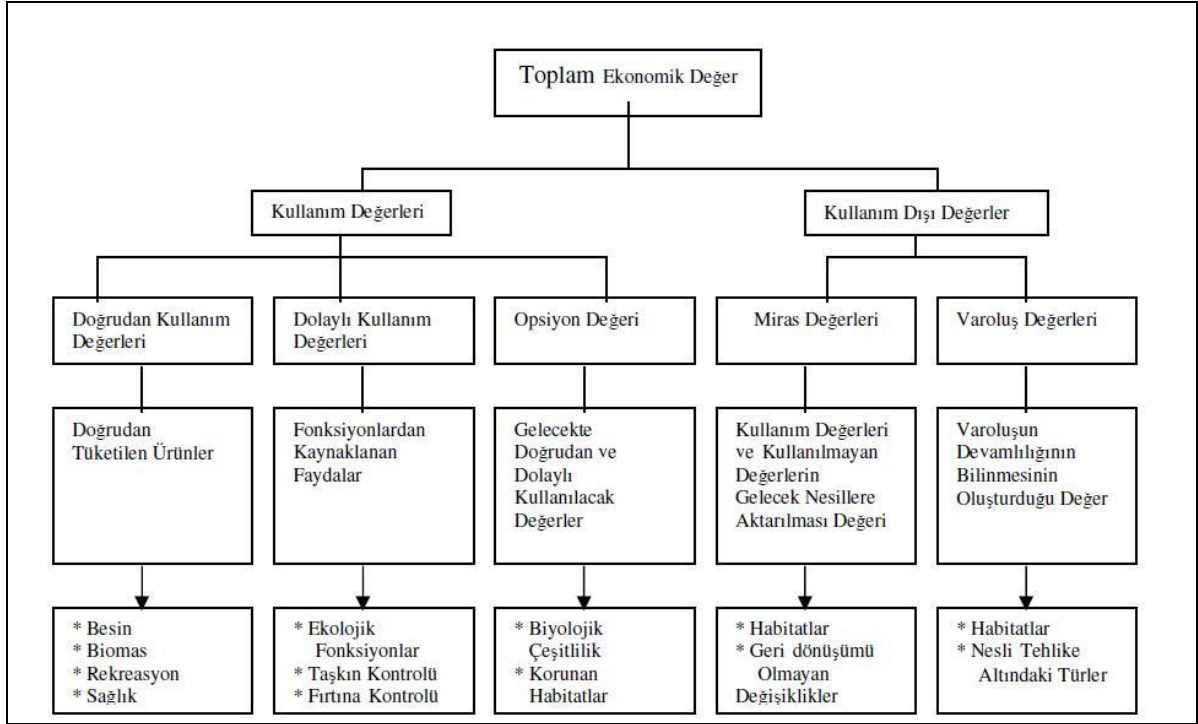 Toplam Ekonomik Değer
Kullanım Değerleri
Kullanım Dışı Değerler
Doğrudan Kullanım
Değerleri
Dolaylı Kullanım
Değerleri
Opsiyon Değeri
Miras Değerleri
Varoluş Değerleri
Doğrudan
Tüketilen Ürünler
Fonksiyonlardan
Kaynaklanan
Faydalar
Gelecekte
Doğrudan ve
Dolaylı
Kullanılacak
Değerler
Kullanım Değerleri
ve Kullanılmayan
Değerlerin
Gelecek Nesillere
Aktarılması Değeri
Varoluşun
Devamlılığının
Bilinmesinin
Oluşturduğu Değer
* Besin
* Biomas
* Rekreasyon
* Sağlık
* Ekolojik
Fonksiyonlar
* Taşkın Kontrolü
* Fırtına Kontrolü
* Biyolojik
Çeşitlilik
* Korunan
Habitatlar
* Habitatlar
* Geri dönüşümü
Olmayan
Değişiklikler
* Habitatlar
* Nesli Tehlike
Altındaki Türler